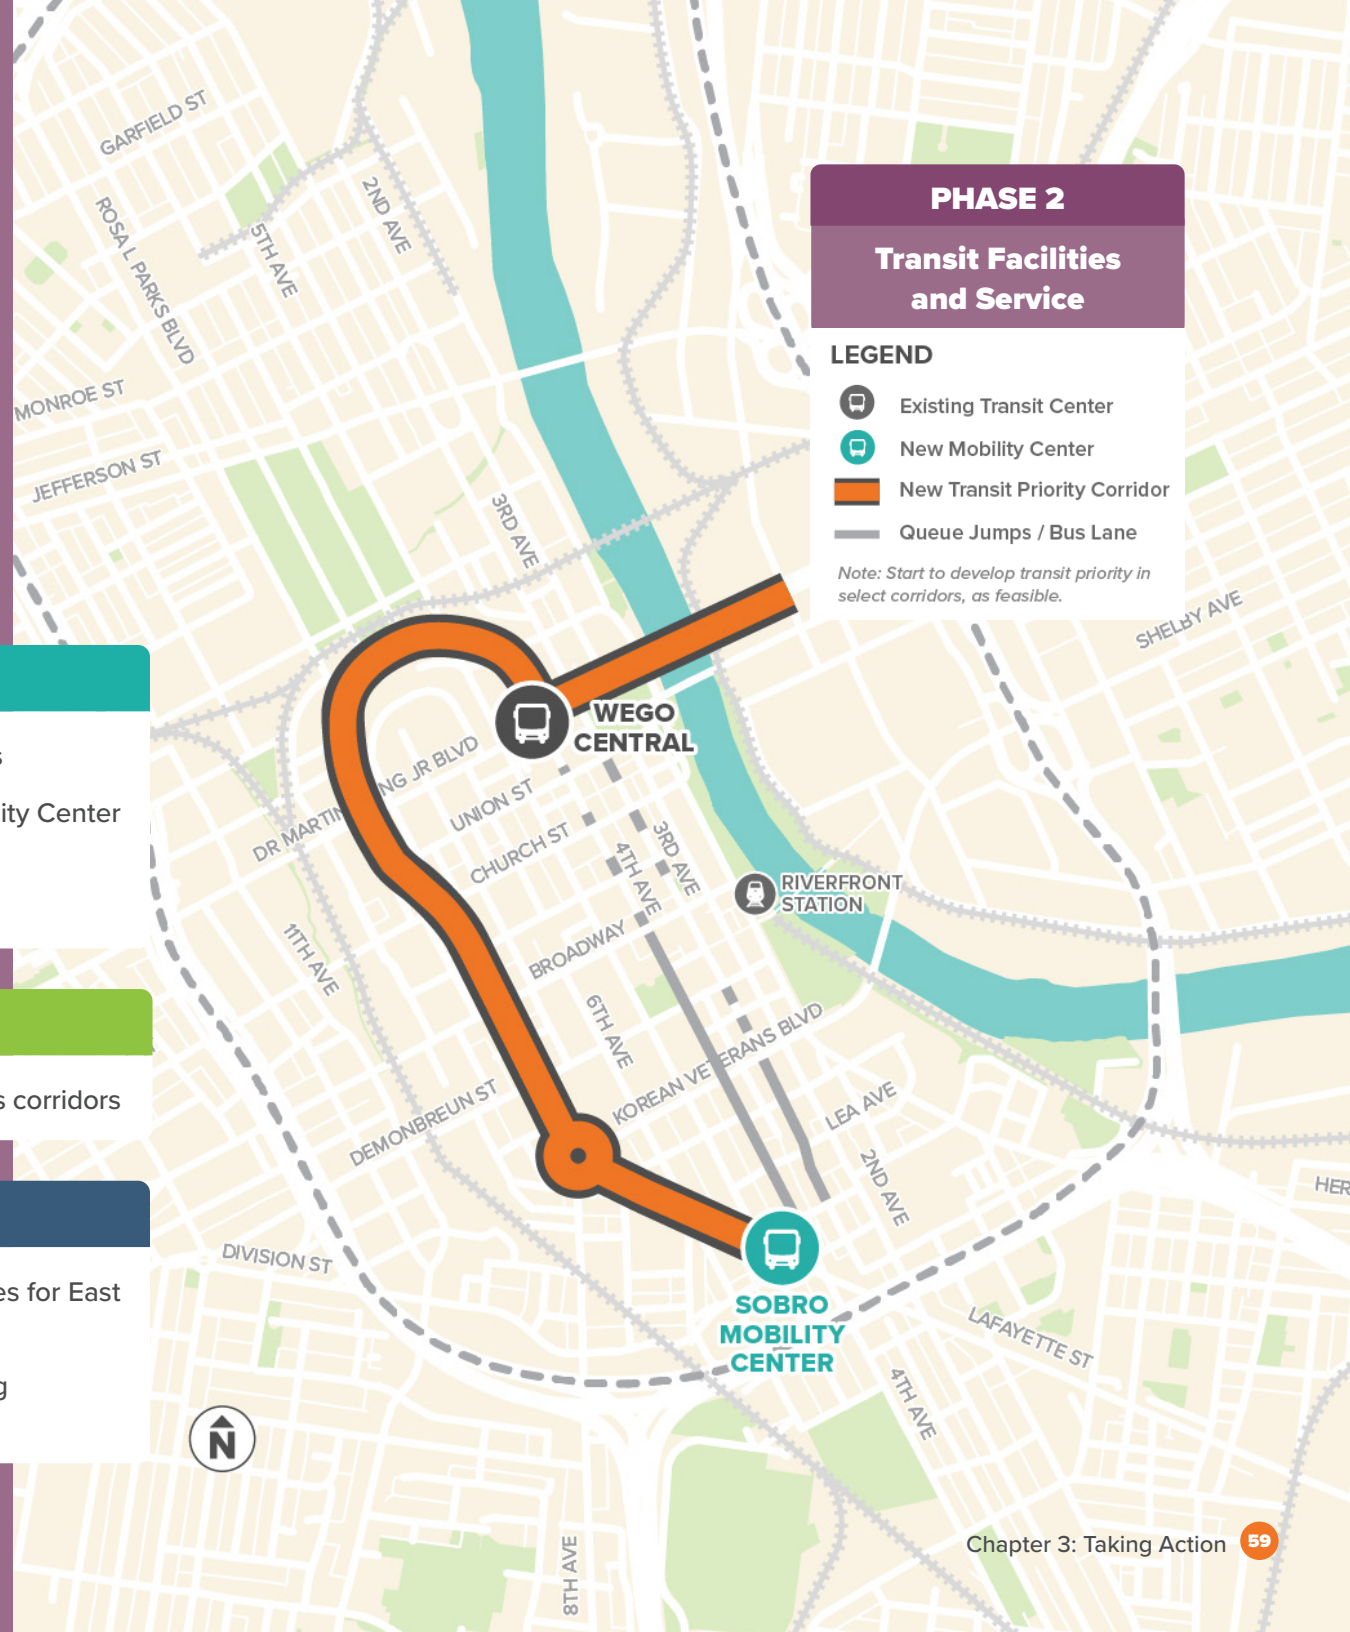 GARFIELD ST
2ND AVE
ROSA L PARKS BLVD
5TH AVE
PHASE 2
Transit Facilities
and Service
LEGEND
Existing Transit Center
New Mobility Center
New Transit Priority Corridor
Queue Jumps / Bus Lane
Note: Start to develop transit priority in
select corridors, as feasible.
MONROE ST
JEFFERSON ST
3RD AVE
SHELBY AVE
WEGO
CENTRAL
s
ity Center
DR MARTIN
NG JR BLVD
UNION ST
CHURCH ST
4TH AVE
3RD AVE
RIVERFRONT
STATION
BROADWAY
11TH AVE
6TH AVE
KOREAN VETERANS BLVD
s corridors
DEMONBREUN ST
LEA AVE
2ND AVE
HER
DIVISION ST
es for East
SOBRO
MOBILITY
CENTER
LAFAYETTE ST
g
4TH AVE
N
8TH AVE
Chapter 3: Taking Action 59